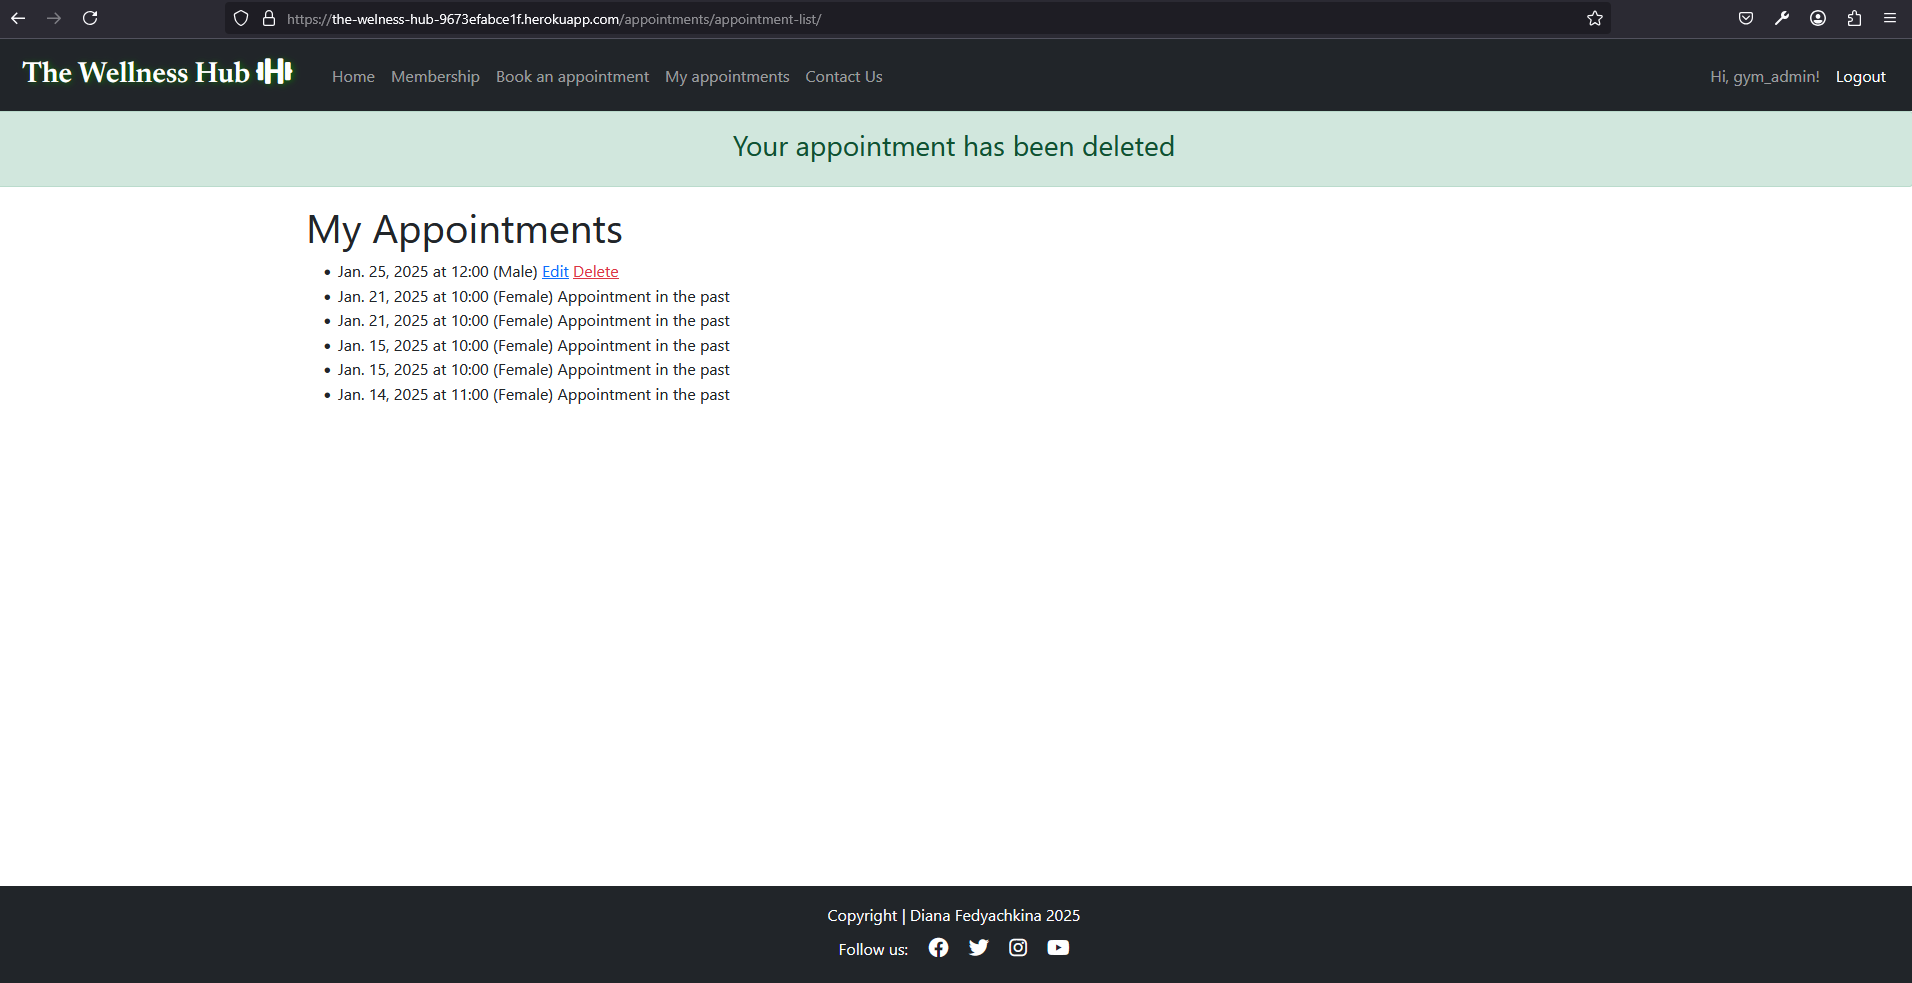 https://the-welness-hub-9673efabce1f.herokuapp.com/appointments/appointment-list/
The Wellness Hub Home Membership Book an appointment My appointments Contact Us Hi, gym_admin! Logout
Your appointment has been deleted
My Appointments
• Jan. 25, 2025 at 12:00 (Male) Edit Delete
• Jan. 21, 2025 at 10:00 (Female) Appointment in the past
• Jan. 21, 2025 at 10:00 (Female) Appointment in the past
• Jan. 15, 2025 at 10:00 (Female) Appointment in the past
• Jan. 15, 2025 at 10:00 (Female) Appointment in the past
• Jan. 14, 2025 at 11:00 (Female) Appointment in the past
Copyright | Diana Fedyachkina 2025
Follow us: